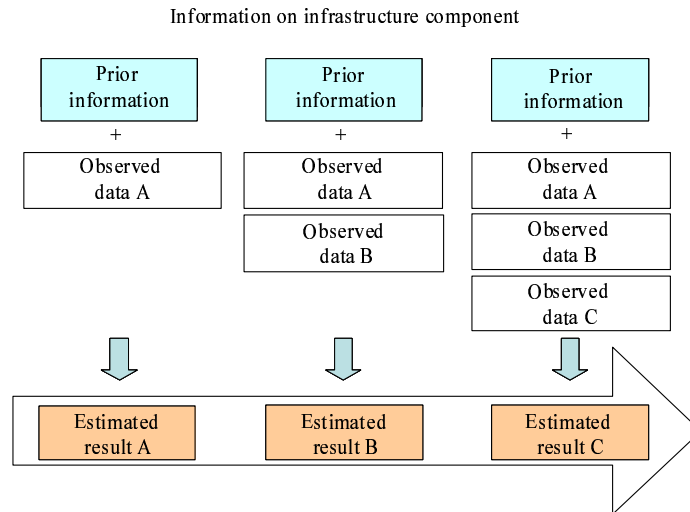 Information on infrastructure component
Prior
information
+
Observed
data A
Prior
information
+
Observed
data A
Observed
data B
Prior
information
+
Observed
data A
Observed
data B
Observed
data C
Estimated
result A
Estimated
result B
Estimated
result C